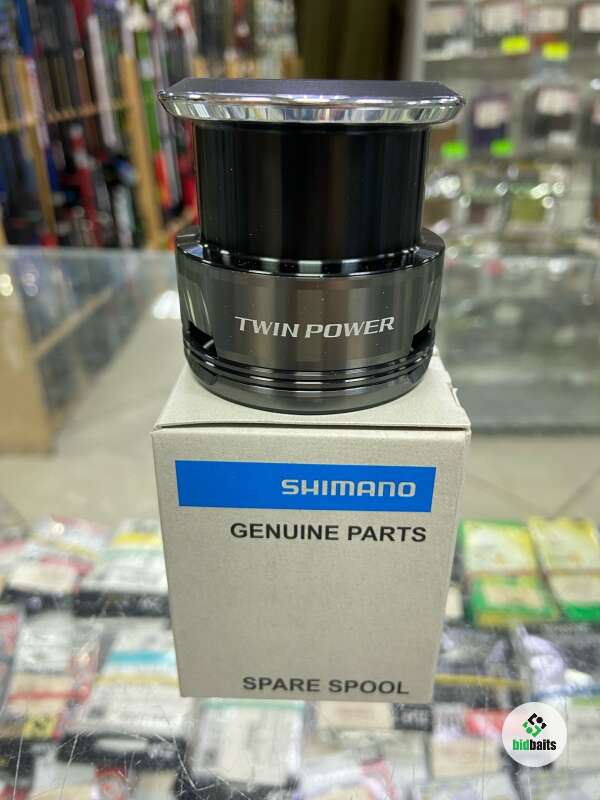 TWIN POWER
SHIMANO
GENUINE PARTS
SPARE SPOOL
bidbaits